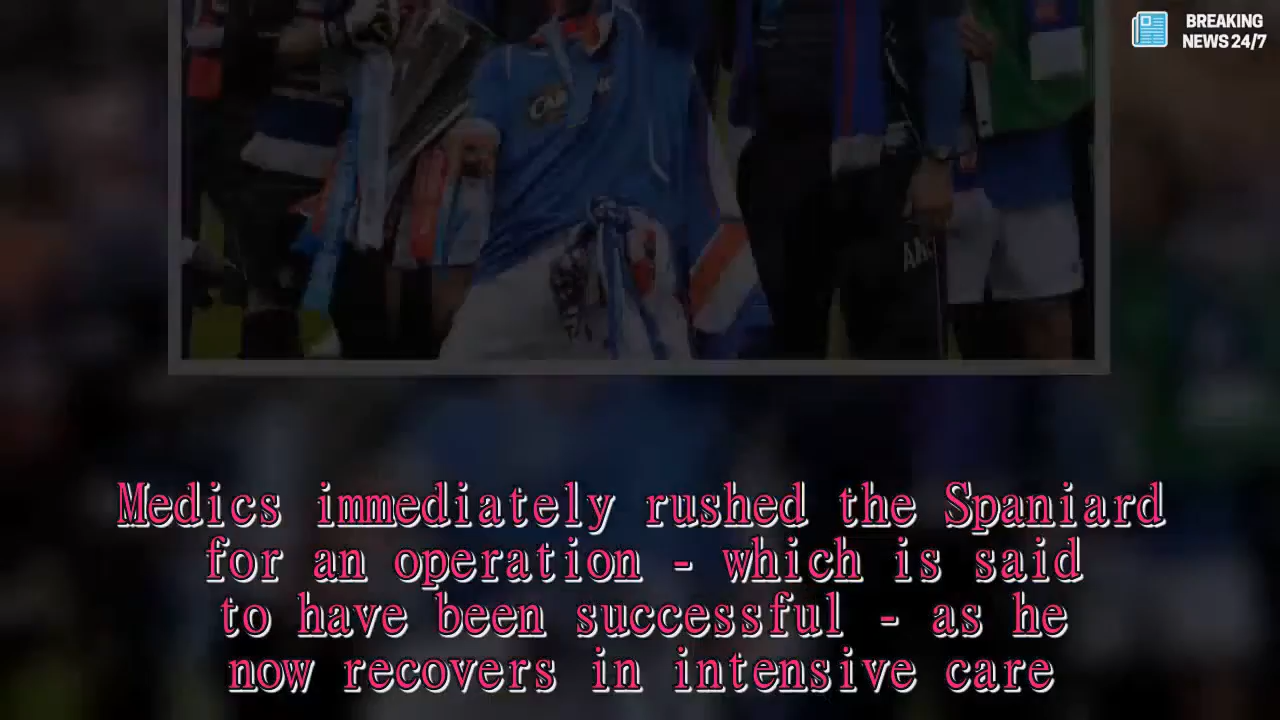 BREAKING
NEWS 24/7
Medics immediately rushed the Spaniard
for an operation - which is said
to have been successful - as he
now recovers in intensive care